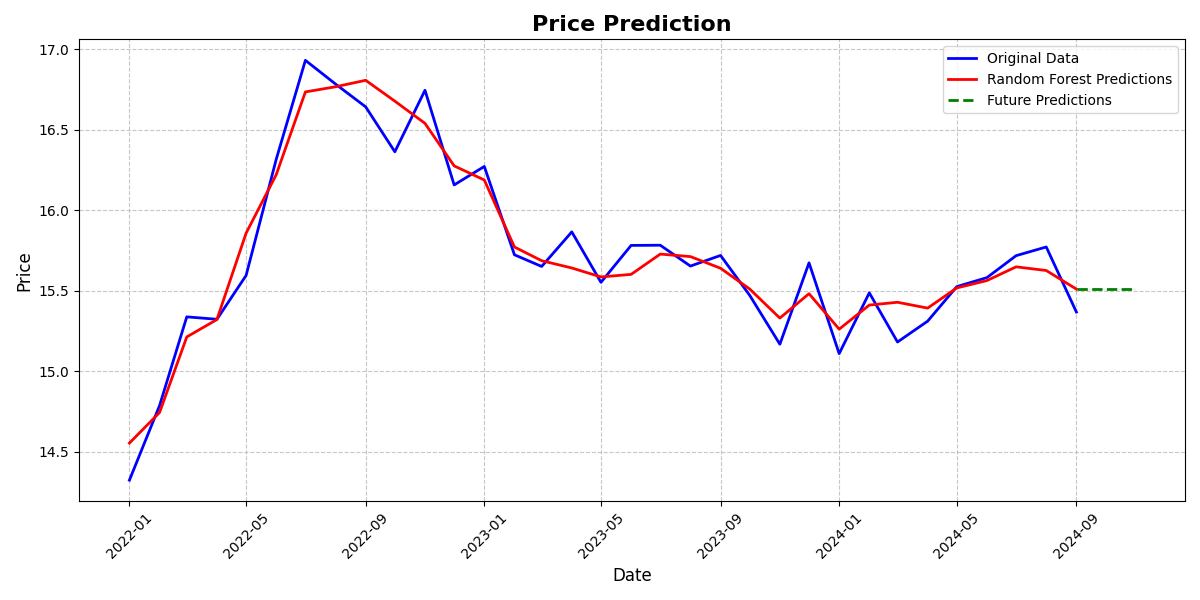 Price Prediction
Original Data
Random Forest Predictions
Future Predictions
Price
17.0
16.5
16.0
15.5
15.0
14.5
2022-01
2022-05
2022-09
2023-01
2023-05
2023-09
2024-01
2024-05
2024-09
Date